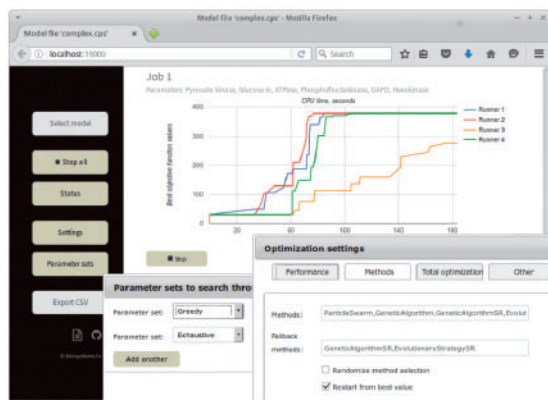 Model file 'complex.cps' - Mozilla Firefox
Model file 'complex.cps'
localhost:19000
Search
Select model
Stop all
Status
Settings
Parameter sets
Export CSV
Job 1
Parameters: Pyruvate kinase, Glucose in, ATPase, Phosphofructokinase, GAPD, Hexokinase
CPU time, seconds
Best objective function values
400
300
200
100
0
20
60
100
140
180
Runner 1
Runner 2
Runner 3
Runner 4
Stop
Parameter sets to search throu
Parameter set: Greedy
Parameter set: Exhaustive
Add another
Optimization settings
Performance
Methods
Total optimization
Other
Methods: ParticleSwarm,GeneticAlgorithm,GeneticAlgorithmSR,Evolut
Fallback
methods: GeneticAlgorithmSR,EvolutionaryStrategySR
Randomize method selection
Restart from best value